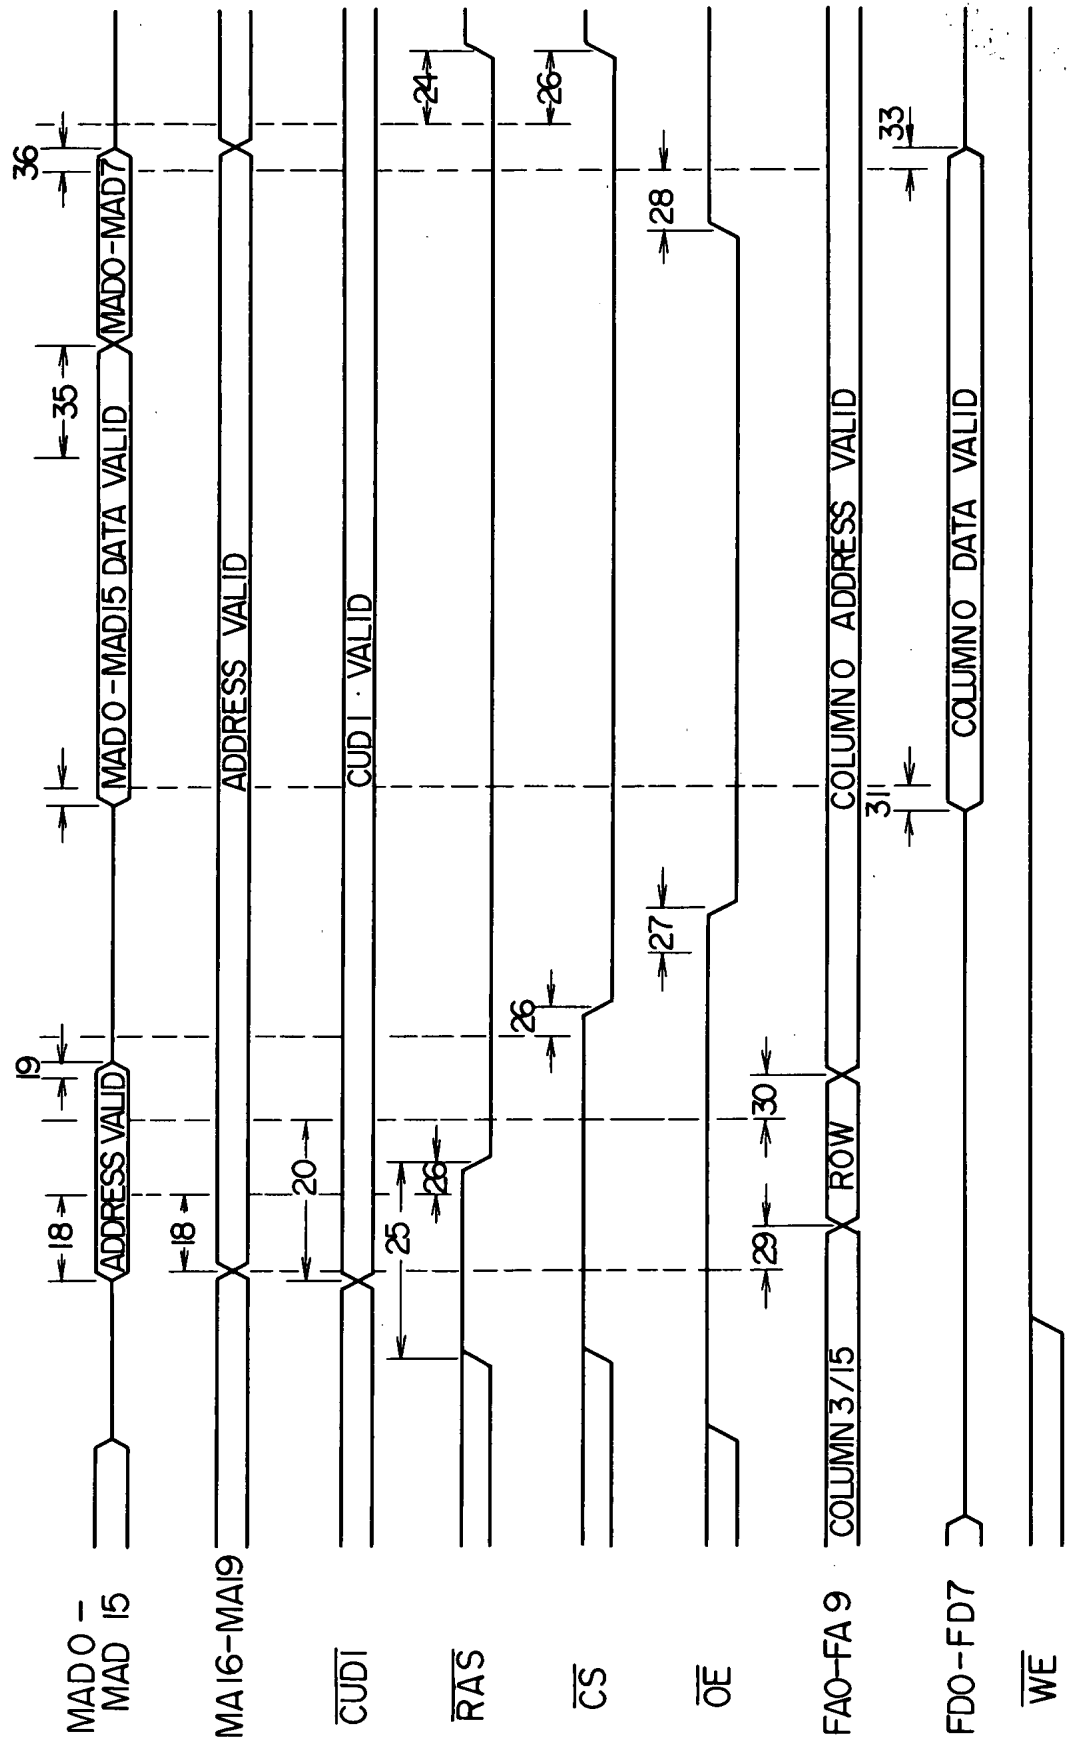 MAD0-
MAD 15
ADDRESS VALID
MAD0-MAD15 DATA VALID
MAD0-MAD7
18
19
35
36
MA16-MA19
ADDRESS VALID
18
CUD1
CUD1 · VALID
20
RAS
25
26
24
CS
26
26
OE
27
28
FA0-FA9
COLUMN 3/15
ROW
COLUMN 0 ADDRESS VALID
29
30
FD0-FD7
COLUMN 0 DATA VALID
31
33
WE